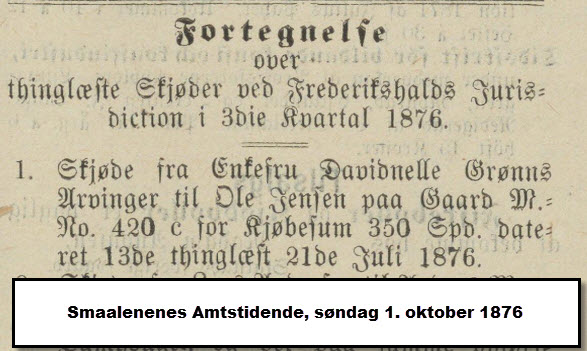 Fortegnelse
over
thinglæste Skjøder ved Frederikshalds Juris-
diction i 3die Kvartal 1876.
1. Skjøde fra Enkefru Davidnelle Grønns
Arvinger til Ole Jensen paa Gaard M.-
No. 420 c for Kjøbesum 350 Spd. date-
ret 13de thinglæst 21de Juli 1876.
Smaalenenes Amtstidende, søndag 1. oktober 1876